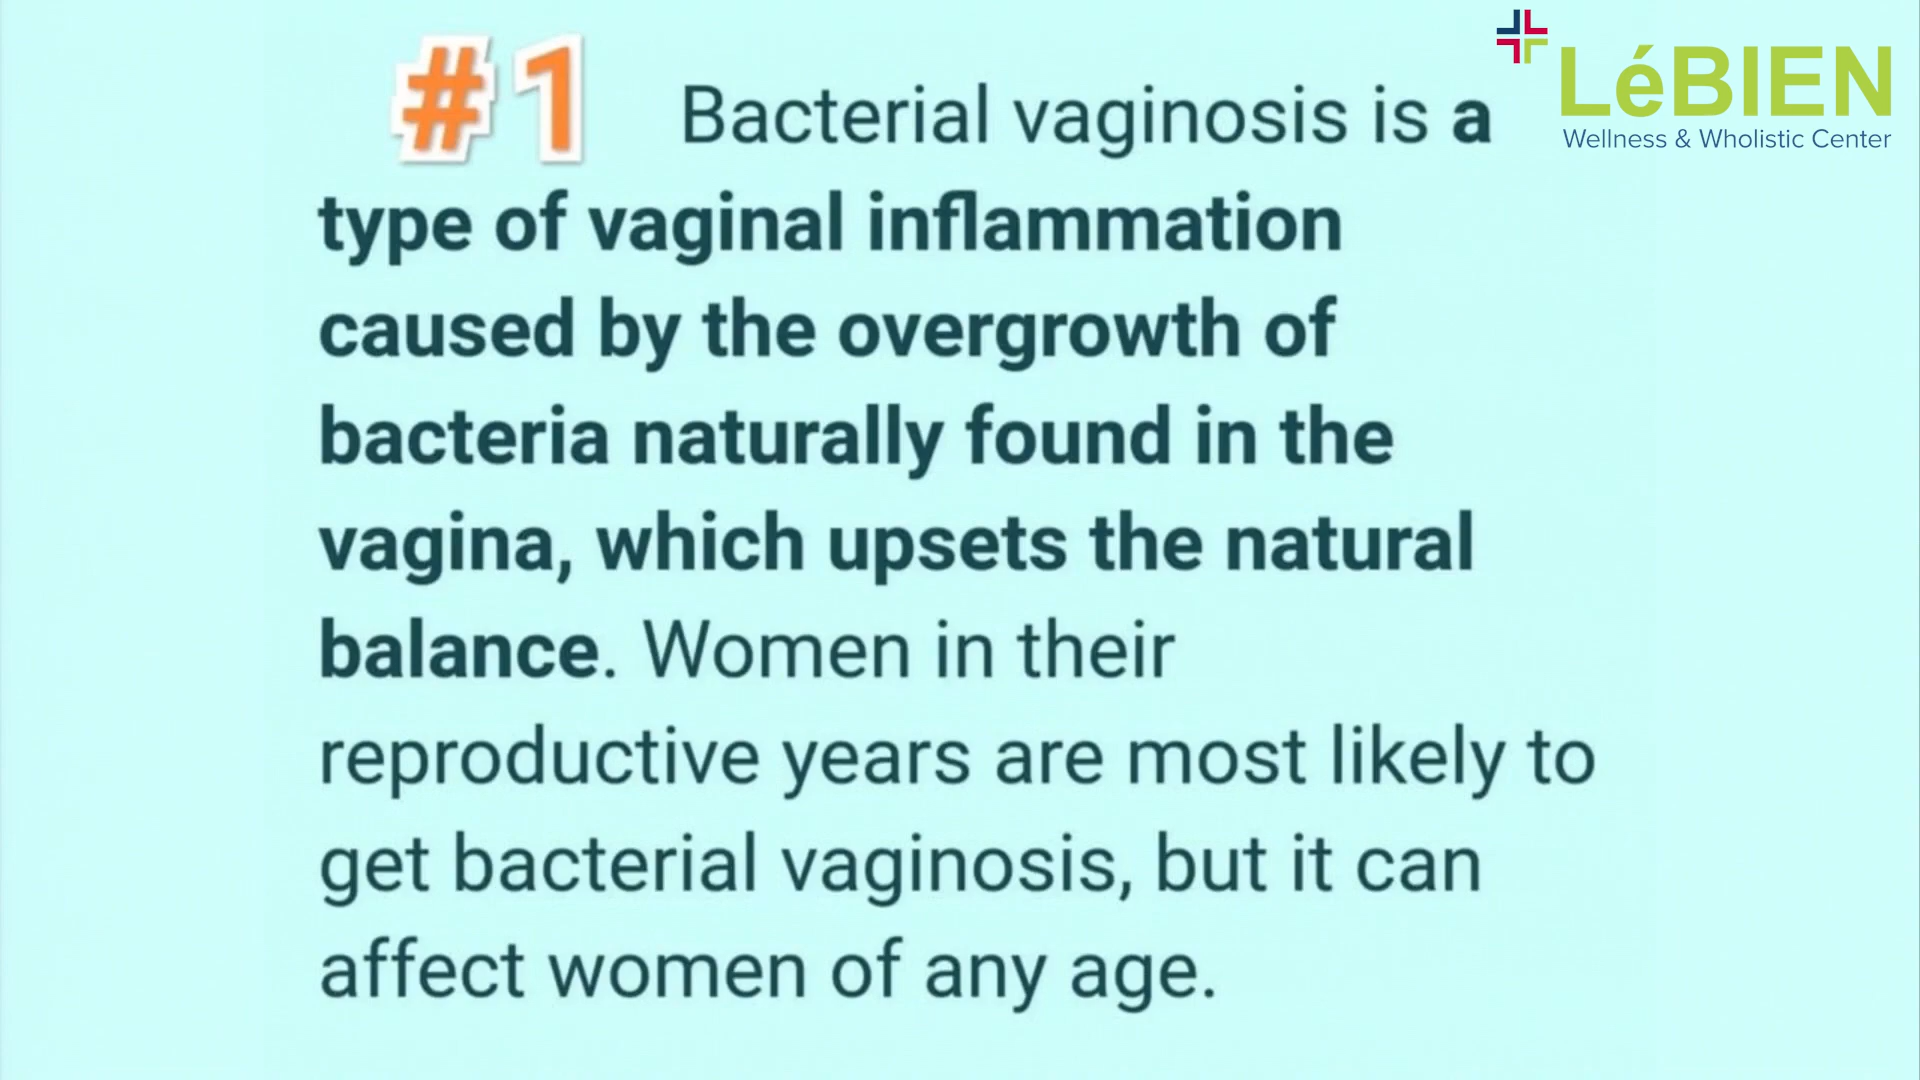 #1 Bacterial vaginosis is a
type of vaginal inflammation
caused by the overgrowth of
bacteria naturally found in the
vagina, which upsets the natural
balance. Women in their
reproductive years are most likely to
get bacterial vaginosis, but it can
affect women of any age.
LéBIEN
Wellness & Wholistic Center